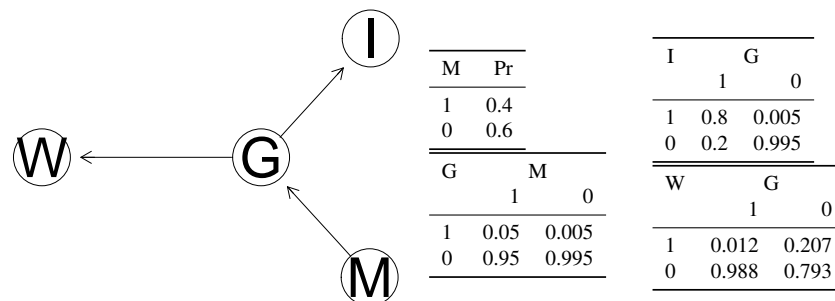 I
W
G
M
M Pr
1 0.4
0 0.6
G M
1 0
1 0.05 0.005
0 0.95 0.995
I G
1 0
1 0.8 0.005
0 0.2 0.995
W G
1 0
1 0.012 0.207
0 0.988 0.793